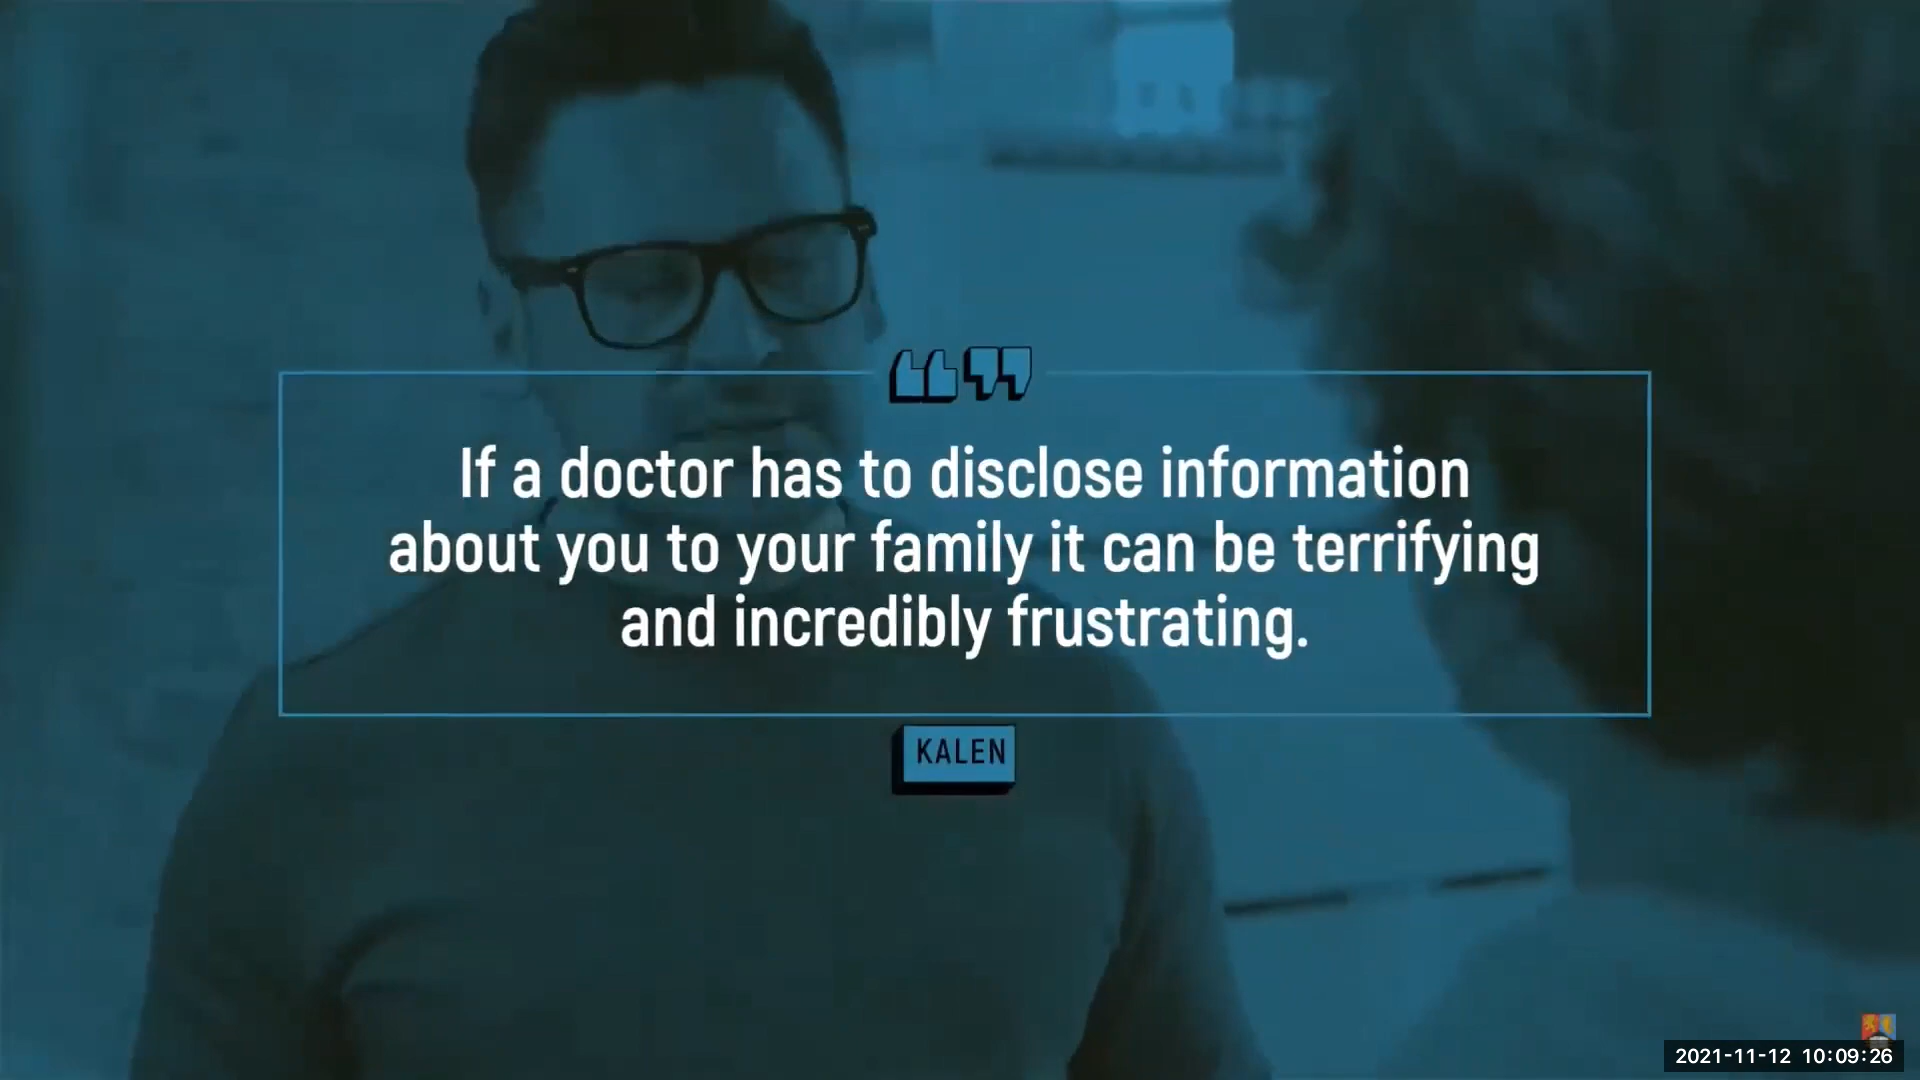 If a doctor has to disclose information
about you to your family it can be terrifying
and incredibly frustrating.
KALEN
2021-11-12 10:09:26